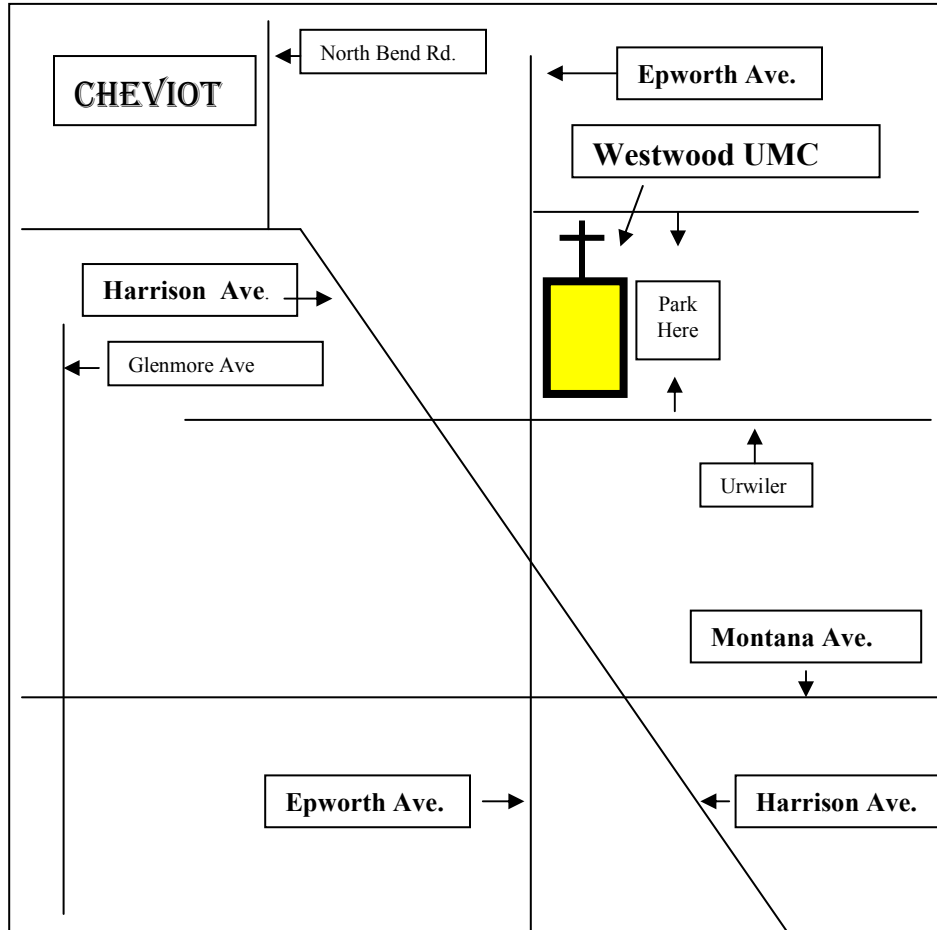 North Bend Rd.
CHEVIOT
Epworth Ave.
Westwood UMC
Harrison Ave.
Park
Here
Glenmore Ave
Urwiler
Montana Ave.
Epworth Ave.
Harrison Ave.